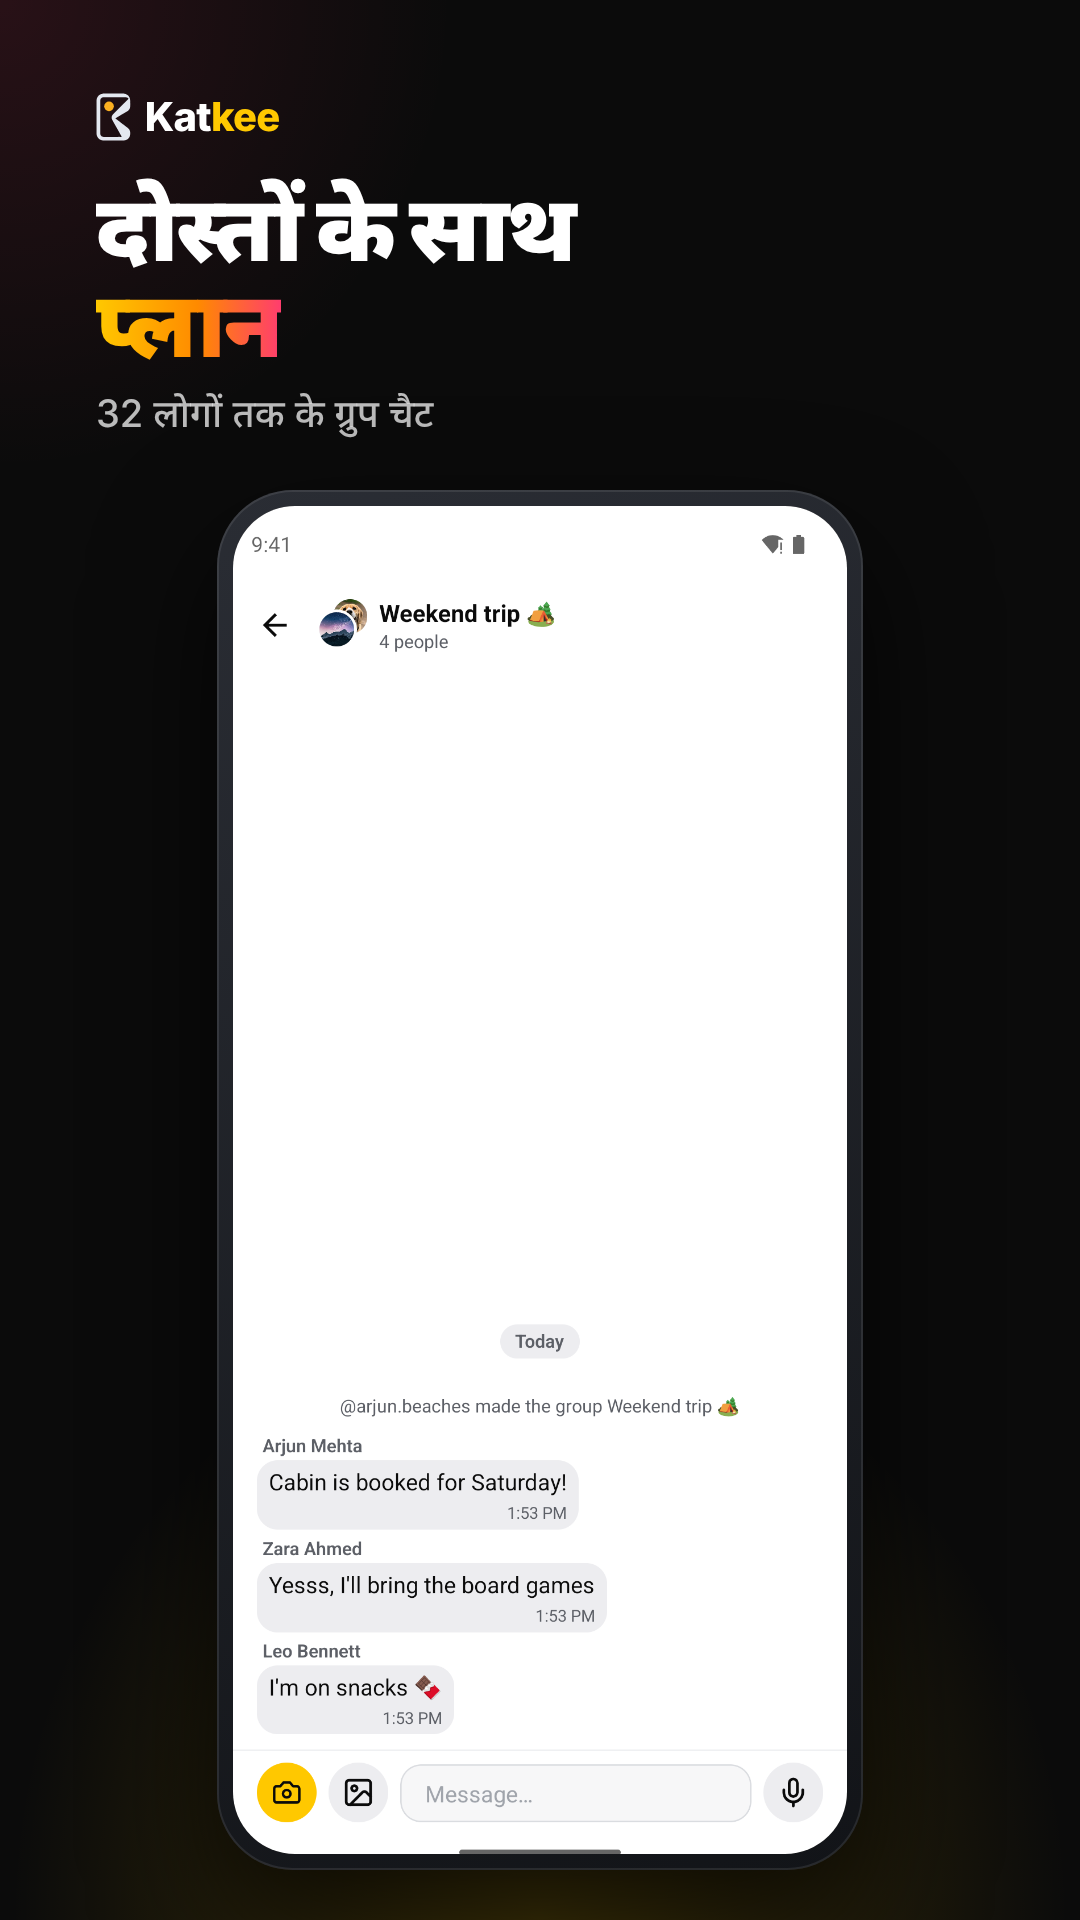 Katkee
दोस्तों के साथ
प्लान
32 लोगों तक के ग्रुप चैट
9:41
Weekend trip 🏕️
4 people
Today
@arjun.beaches made the group Weekend trip 🏕️
Arjun Mehta
Cabin is booked for Saturday!
1:53 PM
Zara Ahmed
Yesss, I'll bring the board games
1:53 PM
Leo Bennett
I'm on snacks 🍫
1:53 PM
Message...